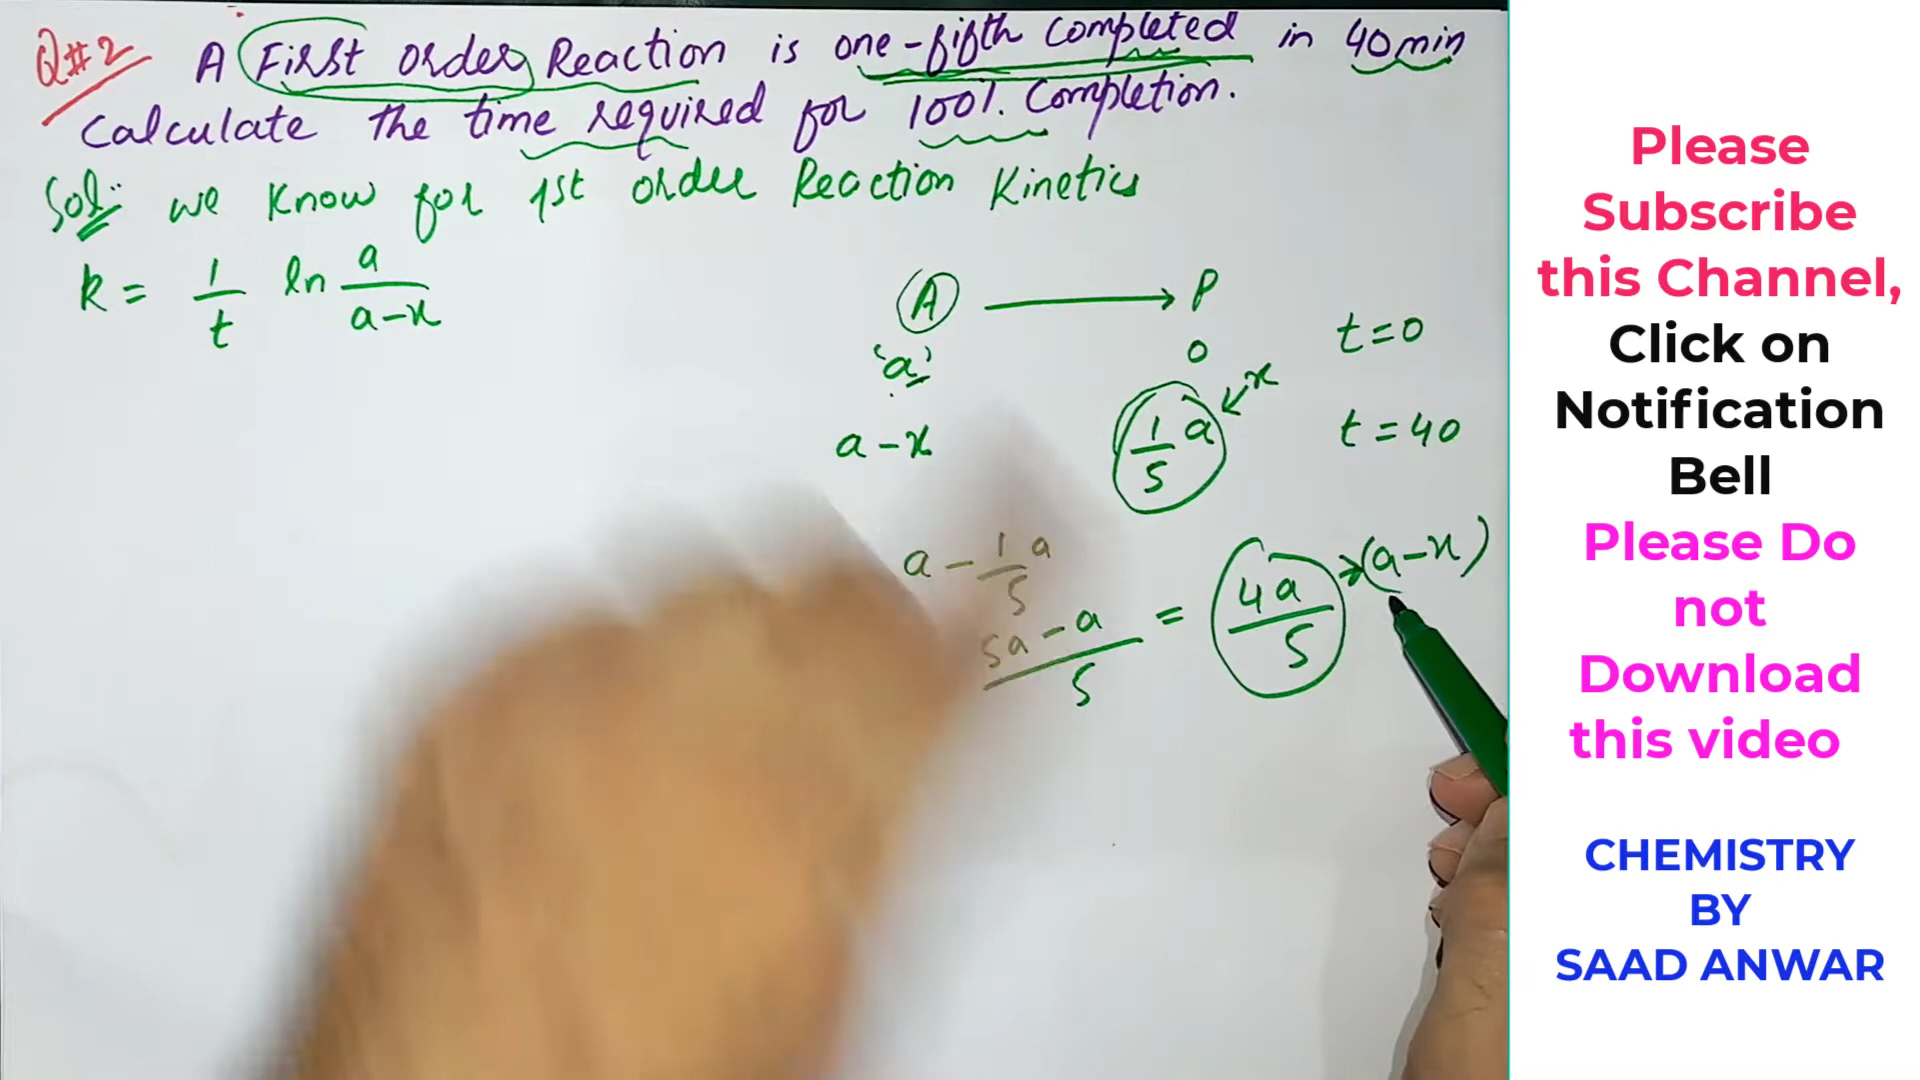 Q#2 A First order Reaction is one-fifth completed in 40min
Calculate the time required for 100%. Completion.
Sol:- we know for 1st order Reaction Kinetics
k = 1/t ln a/a-x
A → P
'a' 0 t=0
a-x 1/5 a ← x t=40
a - 1/5 a
5a-a/5 = 4a/5 → (a-x)
Please
Subscribe
this Channel,
Click on
Notification
Bell
Please Do
not
Download
this video
CHEMISTRY
BY
SAAD ANWAR